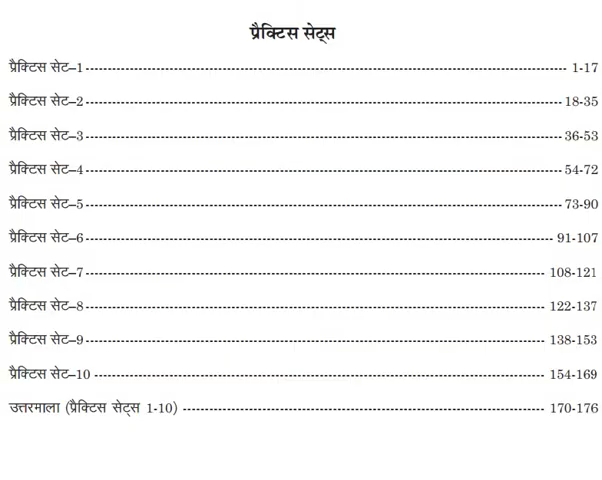 प्रैक्टिस सेट्स
प्रैक्टिस सेट–1 ---------------------------------------- 1-17
प्रैक्टिस सेट–2 ---------------------------------------- 18-35
प्रैक्टिस सेट–3 ---------------------------------------- 36-53
प्रैक्टिस सेट–4 ---------------------------------------- 54-72
प्रैक्टिस सेट–5 ---------------------------------------- 73-90
प्रैक्टिस सेट–6 ---------------------------------------- 91-107
प्रैक्टिस सेट–7 ---------------------------------------- 108-121
प्रैक्टिस सेट–8 ---------------------------------------- 122-137
प्रैक्टिस सेट–9 ---------------------------------------- 138-153
प्रैक्टिस सेट–10 ---------------------------------------- 154-169
उत्तरमाला (प्रैक्टिस सेट्स 1-10) ---------------------------------------- 170-176